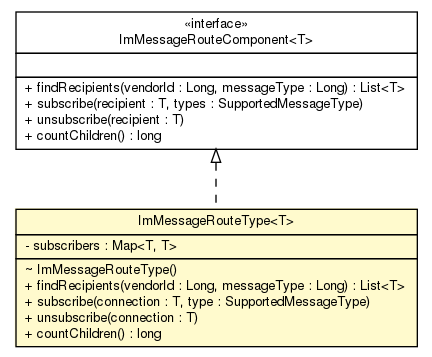 «interface»
ImMessageRouteComponent<T>
+ findRecipients(vendorId : Long, messageType : Long) : List<T>
+ subscribe(recipient : T, types : SupportedMessageType)
+ unsubscribe(recipient : T)
+ countChildren() : long
ImMessageRouteType<T>
- subscribers : Map<T, T>
~ ImMessageRouteType()
+ findRecipients(vendorId : Long, messageType : Long) : List<T>
+ subscribe(connection : T, type : SupportedMessageType)
+ unsubscribe(connection : T)
+ countChildren() : long